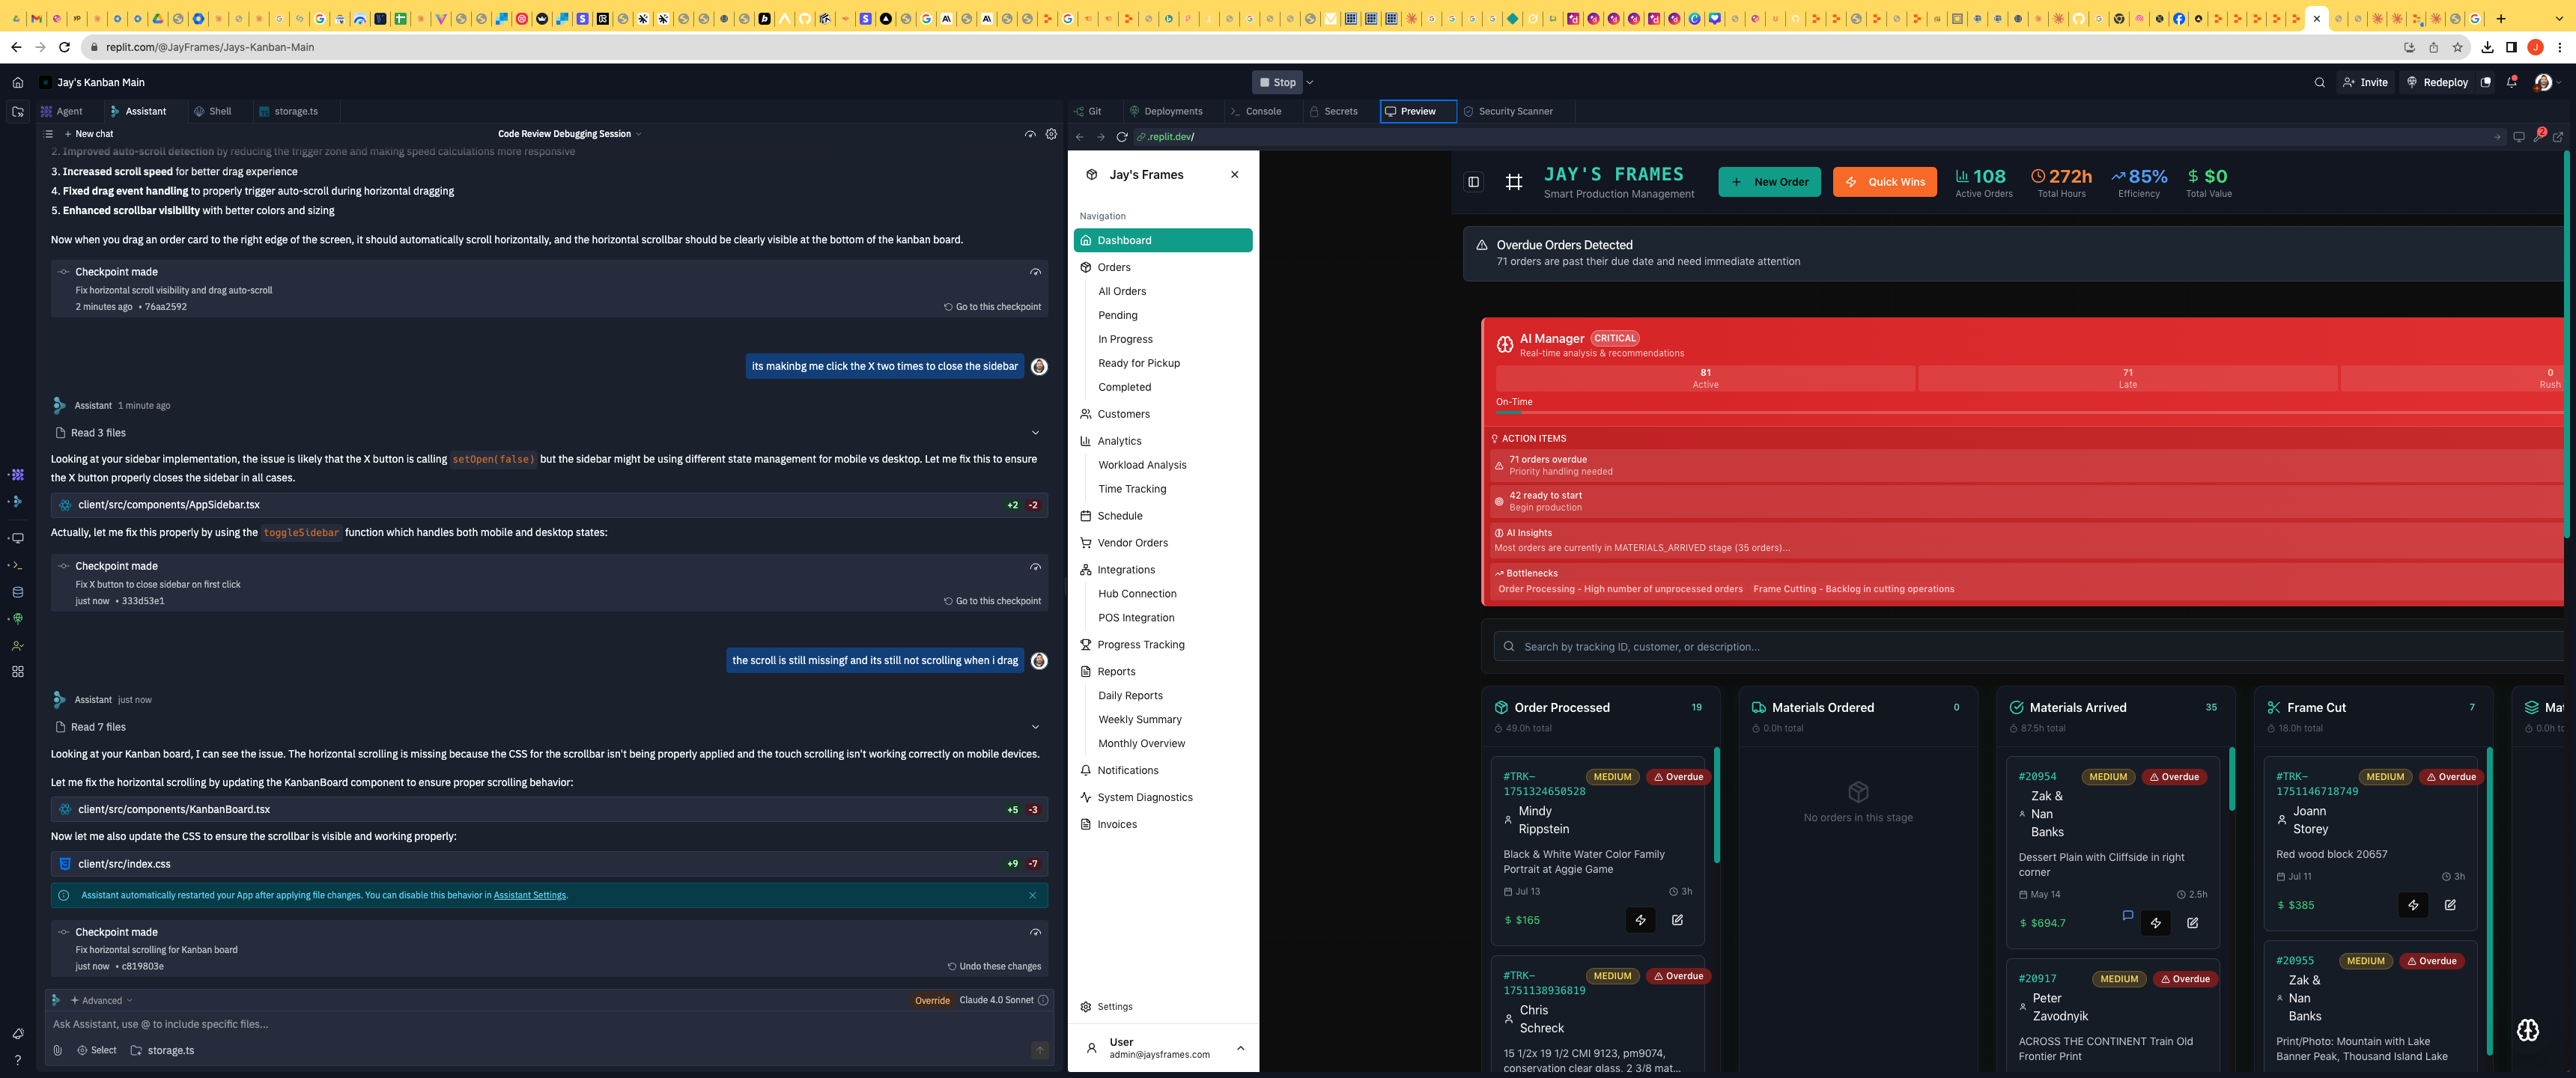 replit.com/@JayFrames/Jays-Kanban-Main
Jay's Kanban Main
Stop
Invite
Redeploy
Agent
Assistant
Shell
storage.ts
Git
Deployments
Console
Secrets
Preview
Security Scanner
New chat
Code Review Debugging Session
.replit.dev/
2
2. Improved auto-scroll detection by reducing the trigger zone and making speed calculations more responsive
3. Increased scroll speed for better drag experience
4. Fixed drag event handling to properly trigger auto-scroll during horizontal dragging
5. Enhanced scrollbar visibility with better colors and sizing
Now when you drag an order card to the right edge of the screen, it should automatically scroll horizontally, and the horizontal scrollbar should be clearly visible at the bottom of the kanban board.
Checkpoint made
Fix horizontal scroll visibility and drag auto-scroll
2 minutes ago • 76aa2592
Go to this checkpoint
its makinbg me click the X two times to close the sidebar
Assistant 1 minute ago
Read 3 files
Looking at your sidebar implementation, the issue is likely that the X button is calling setOpen(false) but the sidebar might be using different state management for mobile vs desktop. Let me fix this to ensure
the X button properly closes the sidebar in all cases.
client/src/components/AppSidebar.tsx
+2 -2
Actually, let me fix this properly by using the toggleSidebar function which handles both mobile and desktop states:
Checkpoint made
Fix X button to close sidebar on first click
just now • 333d53e1
Go to this checkpoint
the scroll is still missingf and its still not scrolling when i drag
Assistant just now
Read 7 files
Looking at your Kanban board, I can see the issue. The horizontal scrolling is missing because the CSS for the scrollbar isn't being properly applied and the touch scrolling isn't working correctly on mobile devices.
Let me fix the horizontal scrolling by updating the KanbanBoard component to ensure proper scrolling behavior:
client/src/components/KanbanBoard.tsx
+5 -3
Now let me also update the CSS to ensure the scrollbar is visible and working properly:
client/src/index.css
+9 -7
Assistant automatically restarted your App after applying file changes. You can disable this behavior in Assistant Settings.
Checkpoint made
Fix horizontal scrolling for Kanban board
just now • c819803e
Undo these changes
Advanced
Override
Claude 4.0 Sonnet
Ask Assistant, use @ to include specific files...
Select
storage.ts
Jay's Frames
Navigation
Dashboard
Orders
All Orders
Pending
In Progress
Ready for Pickup
Completed
Customers
Analytics
Workload Analysis
Time Tracking
Schedule
Vendor Orders
Integrations
Hub Connection
POS Integration
Progress Tracking
Reports
Daily Reports
Weekly Summary
Monthly Overview
Notifications
System Diagnostics
Invoices
Settings
User
admin@jaysframes.com
JAY'S FRAMES
Smart Production Management
New Order
Quick Wins
108
Active Orders
272h
Total Hours
85%
Efficiency
$0
Total Value
Overdue Orders Detected
71 orders are past their due date and need immediate attention
AI Manager CRITICAL
Real-time analysis & recommendations
81
Active
71
Late
0
Rush
On-Time
ACTION ITEMS
71 orders overdue
Priority handling needed
42 ready to start
Begin production
AI Insights
Most orders are currently in MATERIALS_ARRIVED stage (35 orders)...
Bottlenecks
Order Processing - High number of unprocessed orders Frame Cutting - Backlog in cutting operations
Search by tracking ID, customer, or description...
Order Processed 19
49.0h total
#TRK-
1751324650528
MEDIUM
Overdue
Mindy
Rippstein
Black & White Water Color Family
Portrait at Aggie Game
Jul 13
3h
$ $165
#TRK-
1751138936819
MEDIUM
Overdue
Chris
Schreck
15 1/2x 19 1/2 CMI 9123, pm9074,
conservation clear glass, 2 3/8 mat...
Materials Ordered 0
0.0h total
No orders in this stage
Materials Arrived 35
87.5h total
#20954
MEDIUM
Overdue
Zak &
Nan
Banks
Dessert Plain with Cliffside in right
corner
May 14
2.5h
$ $694.7
#20917
MEDIUM
Overdue
Peter
Zavodnyik
ACROSS THE CONTINENT Train Old
Frontier Print
Frame Cut 7
18.0h total
#TRK-
1751146718749
MEDIUM
Overdue
Joann
Storey
Red wood block 20657
Jul 11
3h
$ $385
#20955
MEDIUM
Overdue
Zak &
Nan
Banks
Print/Photo: Mountain with Lake
Banner Peak, Thousand Island Lake
Mat
0.0h to